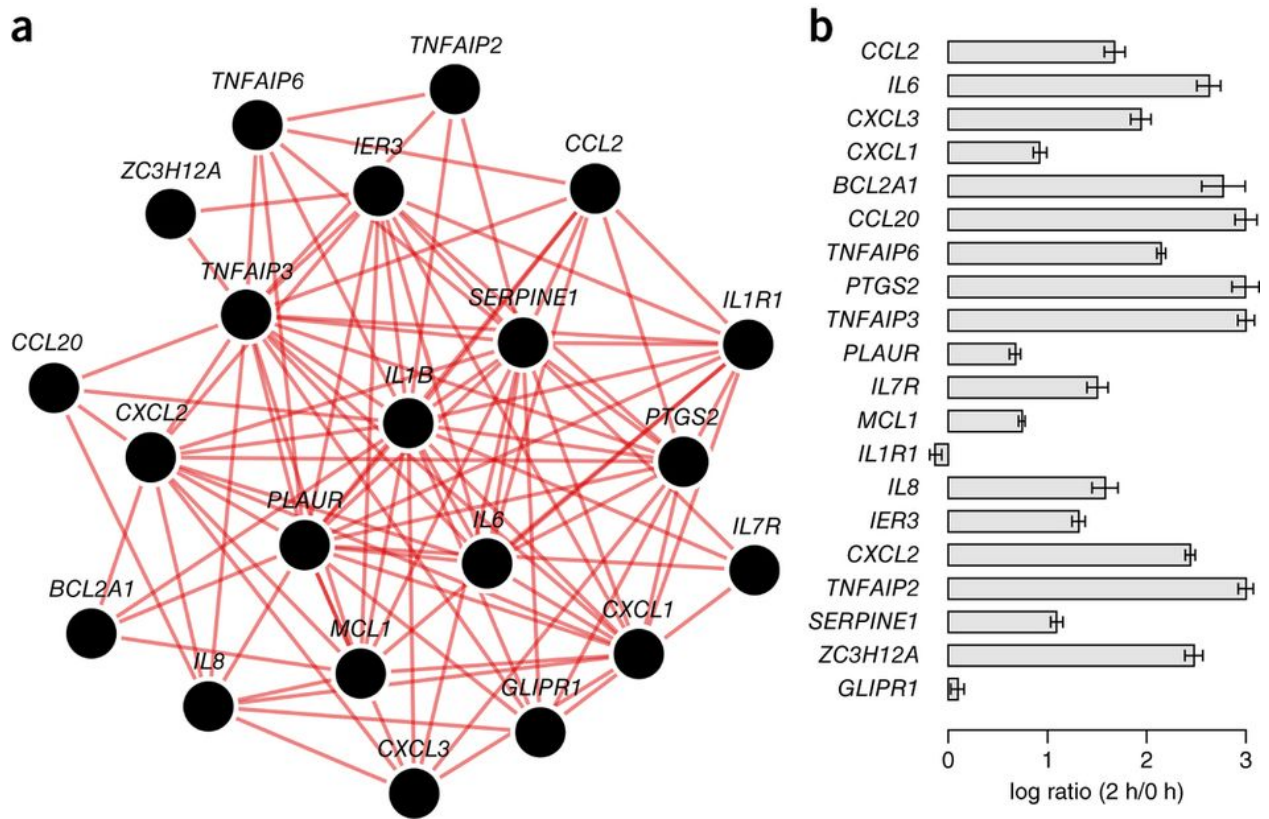 a
TNFAIP2
TNFAIP6
IER3
CCL2
ZC3H12A
TNFAIP3
SERPINE1
IL1R1
CCL20
IL1B
CXCL2
PTGS2
PLAUR
IL6
IL7R
BCL2A1
CXCL1
MCL1
IL8
GLIPR1
CXCL3
b
CCL2
IL6
CXCL3
CXCL1
BCL2A1
CCL20
TNFAIP6
PTGS2
TNFAIP3
PLAUR
IL7R
MCL1
IL1R1
IL8
IER3
CXCL2
TNFAIP2
SERPINE1
ZC3H12A
GLIPR1
0 1 2 3
log ratio (2 h/0 h)